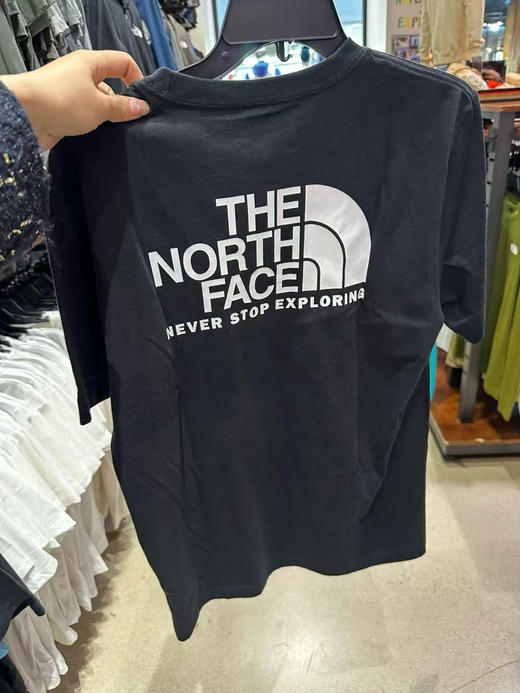 THE
NORTH
FACE
NEVER STOP EXPLORING